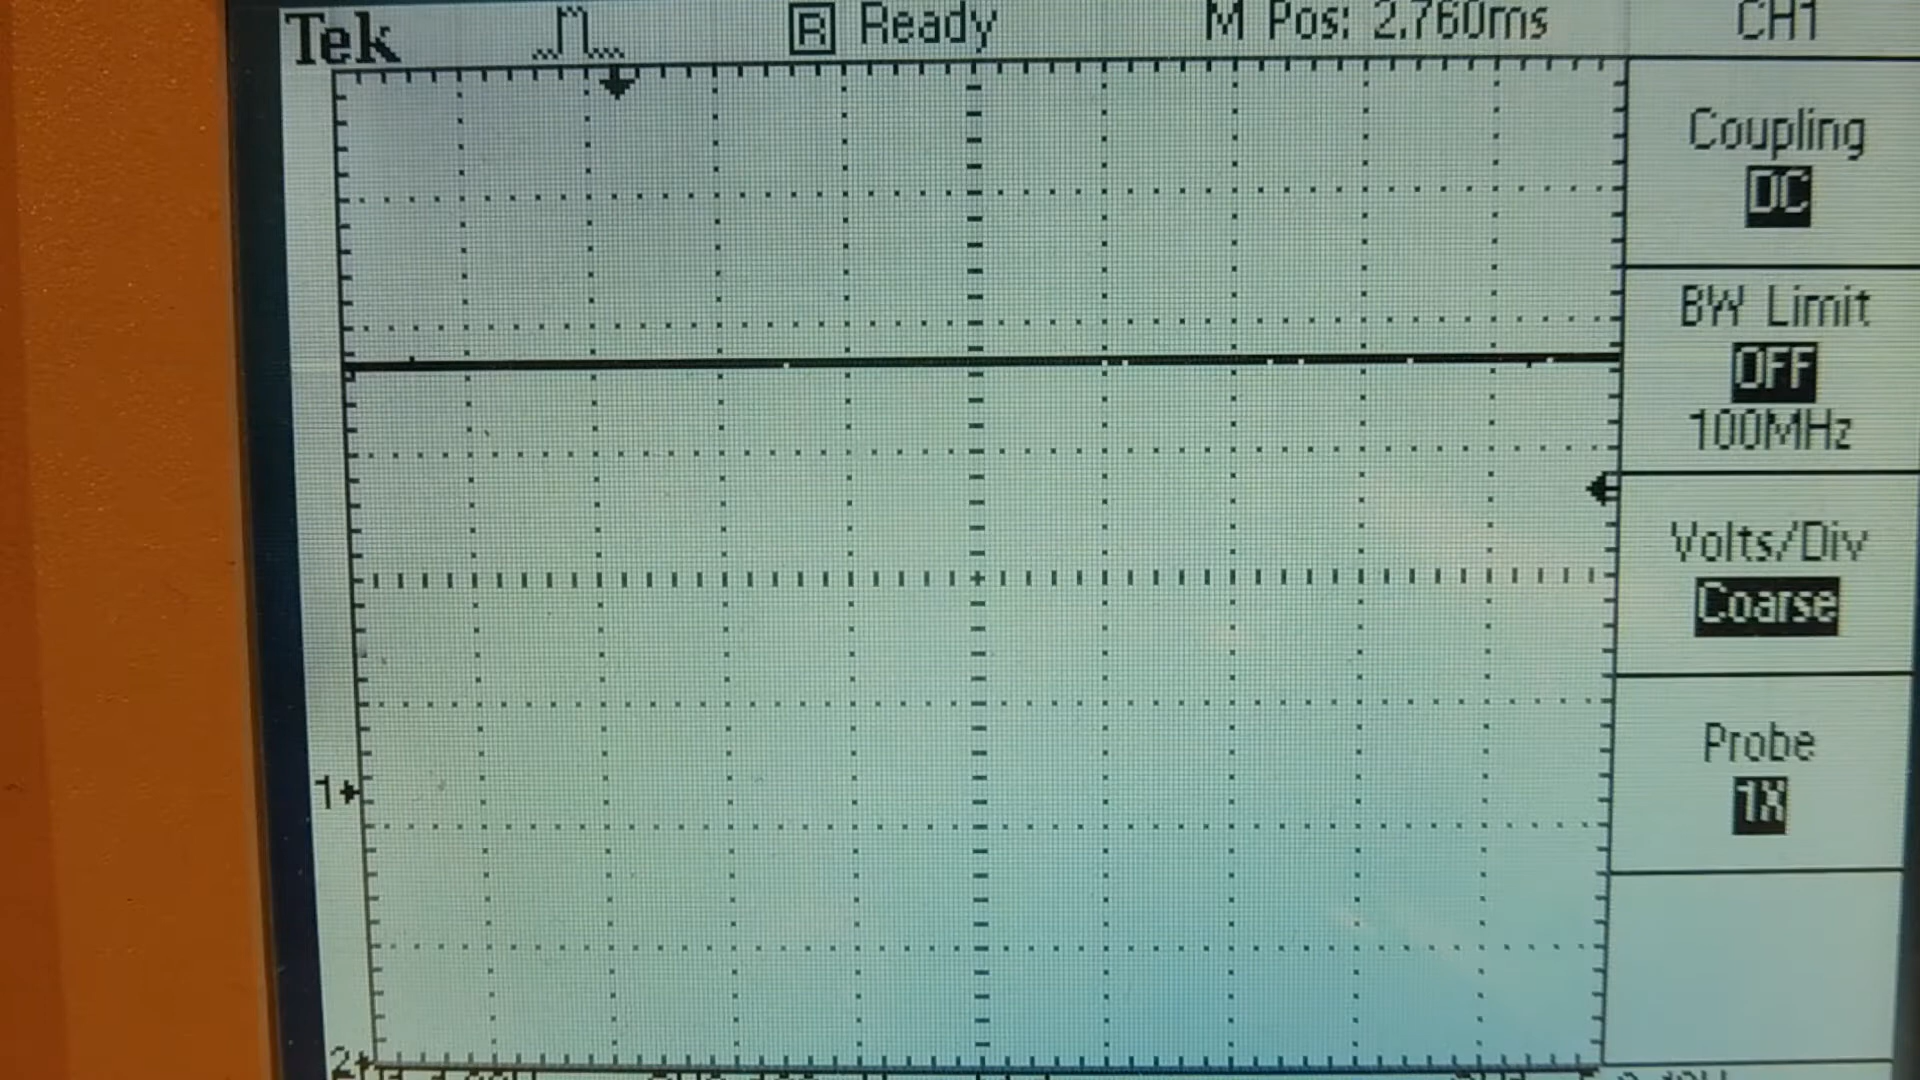 Tek R Ready M Pos: 2.760ms CH1
Coupling
DC
BW Limit
OFF
100MHz
Volts/Div
Coarse
Probe
1X
1
2